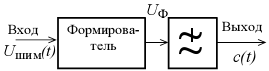 Вход
Uшим(t)
Формирова-
тель
UФ
Выход
c(t)